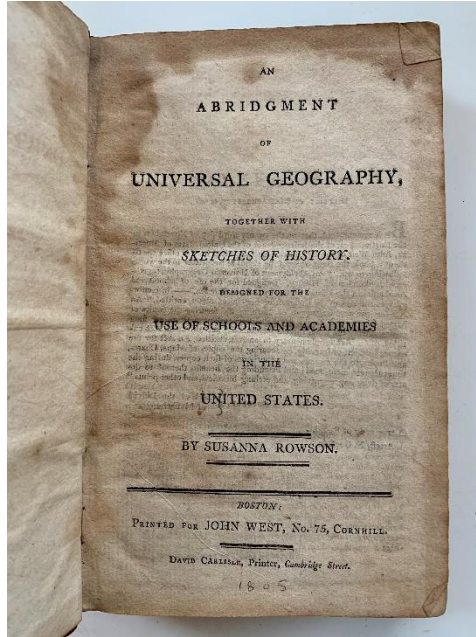 AN
ABRIDGMENT
OF
UNIVERSAL GEOGRAPHY,
TOGETHER WITH
SKETCHES OF HISTORY.
DESIGNED FOR THE
USE OF SCHOOLS AND ACADEMIES
IN THE
UNITED STATES.
BY SUSANNA ROWSON.
BOSTON:
PRINTED FOR JOHN WEST, No. 75, CORNHILL.
DAVID CARLISLE, Printer, Cambridge Street.
1805